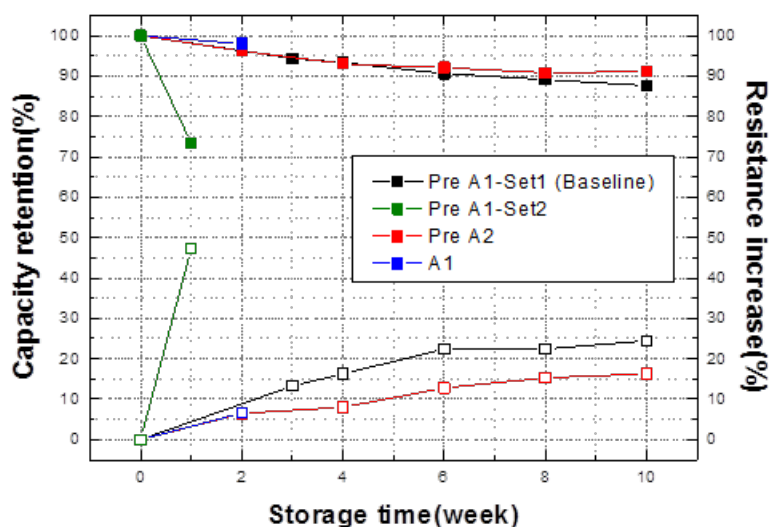 100
90
80
70
60
50
40
30
20
10
0
Capacity retention(%)
Pre A1-Set1 (Baseline)
Pre A1-Set2
Pre A2
A1
100
90
80
70
60
50
40
30
20
10
0
Resistance increase(%)
0 2 4 6 8 10
Storage time(week)